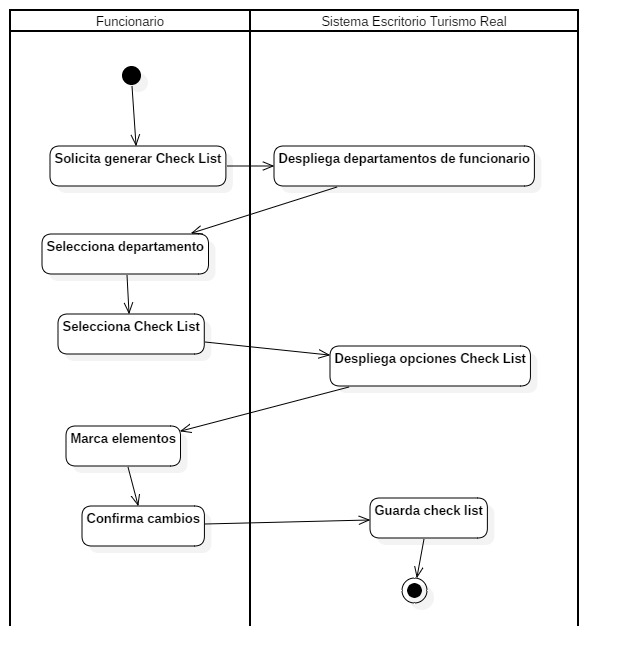 Funcionario
Sistema Escritorio Turismo Real
Solicita generar Check List
Despliega departamentos de funcionario
Selecciona departamento
Selecciona Check List
Despliega opciones Check List
Marca elementos
Confirma cambios
Guarda check list